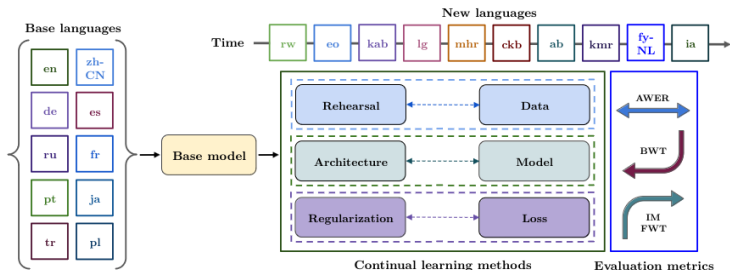 New languages
Base languages
Time
rw
eo
kab
lg
mhr
ckb
ab
kmr
fy-
NL
ia
en
zh-
CN
de
es
ru
fr
pt
ja
tr
pl
Base model
Rehearsal
Data
Architecture
Model
Regularization
Loss
AWER
BWT
IM
FWT
Continual learning methods
Evaluation metrics